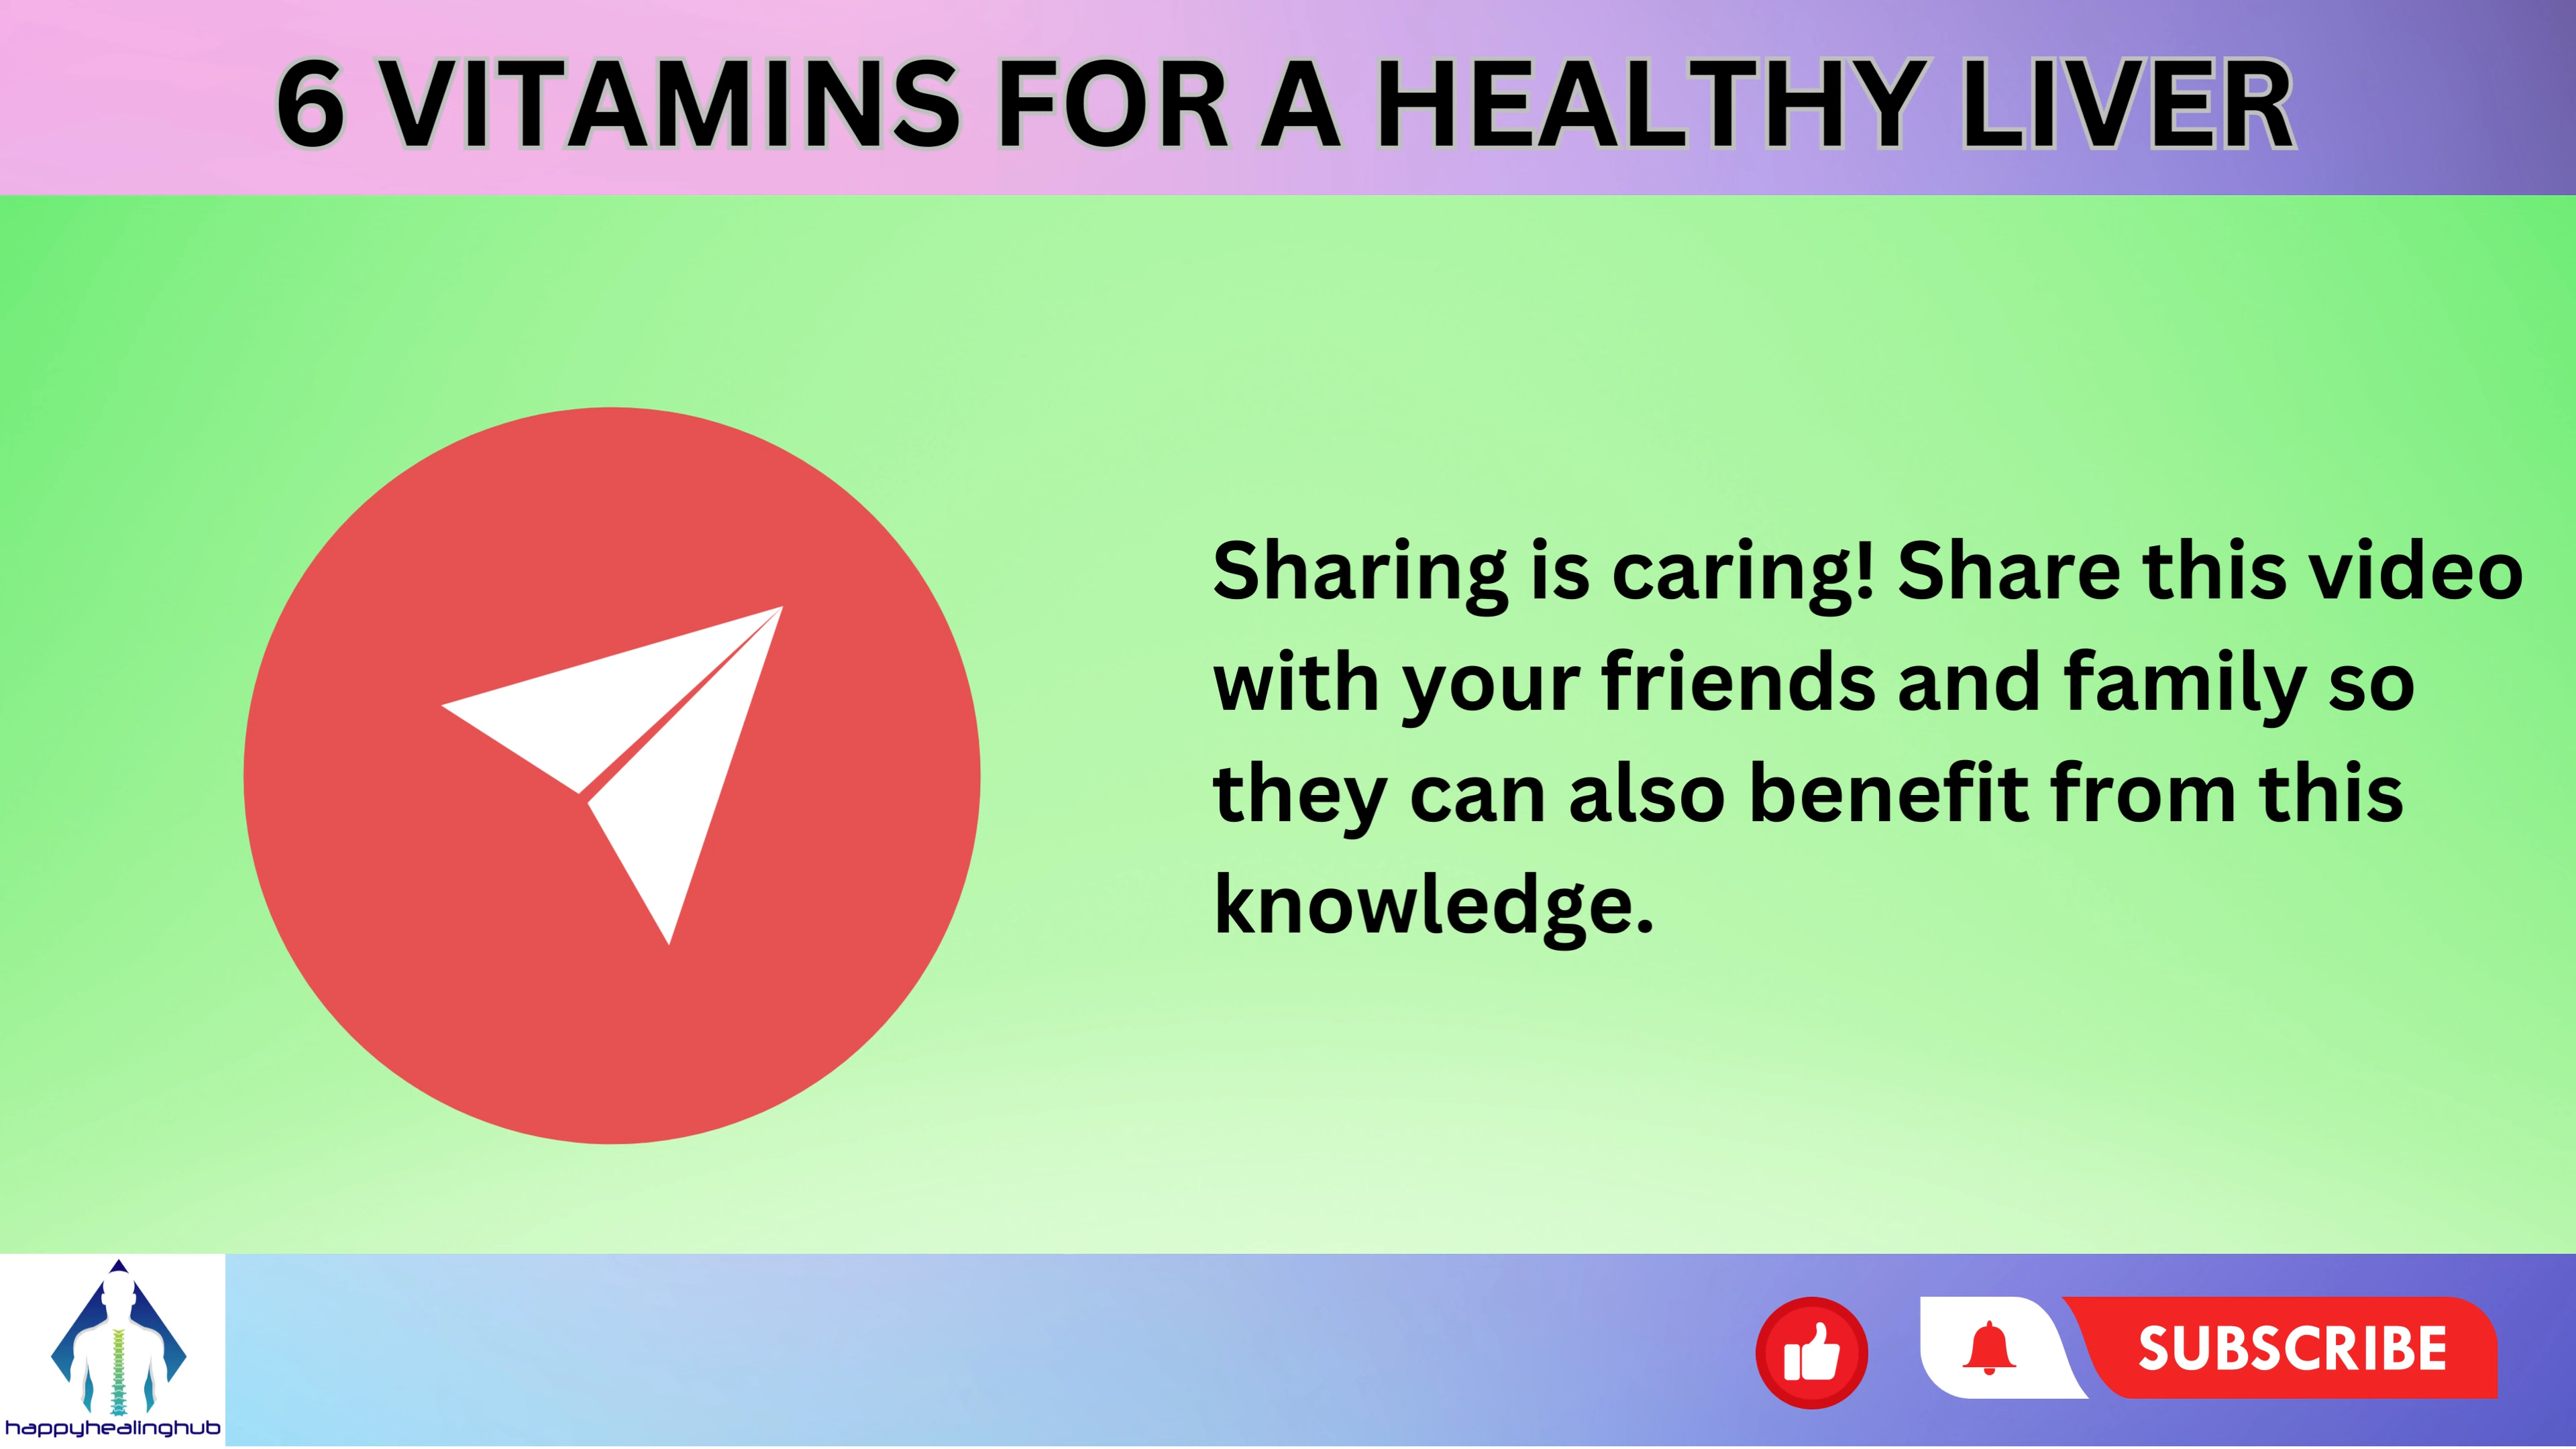 6 VITAMINS FOR A HEALTHY LIVER
Sharing is caring! Share this video
with your friends and family so
they can also benefit from this
knowledge.
happyhealinghub
SUBSCRIBE